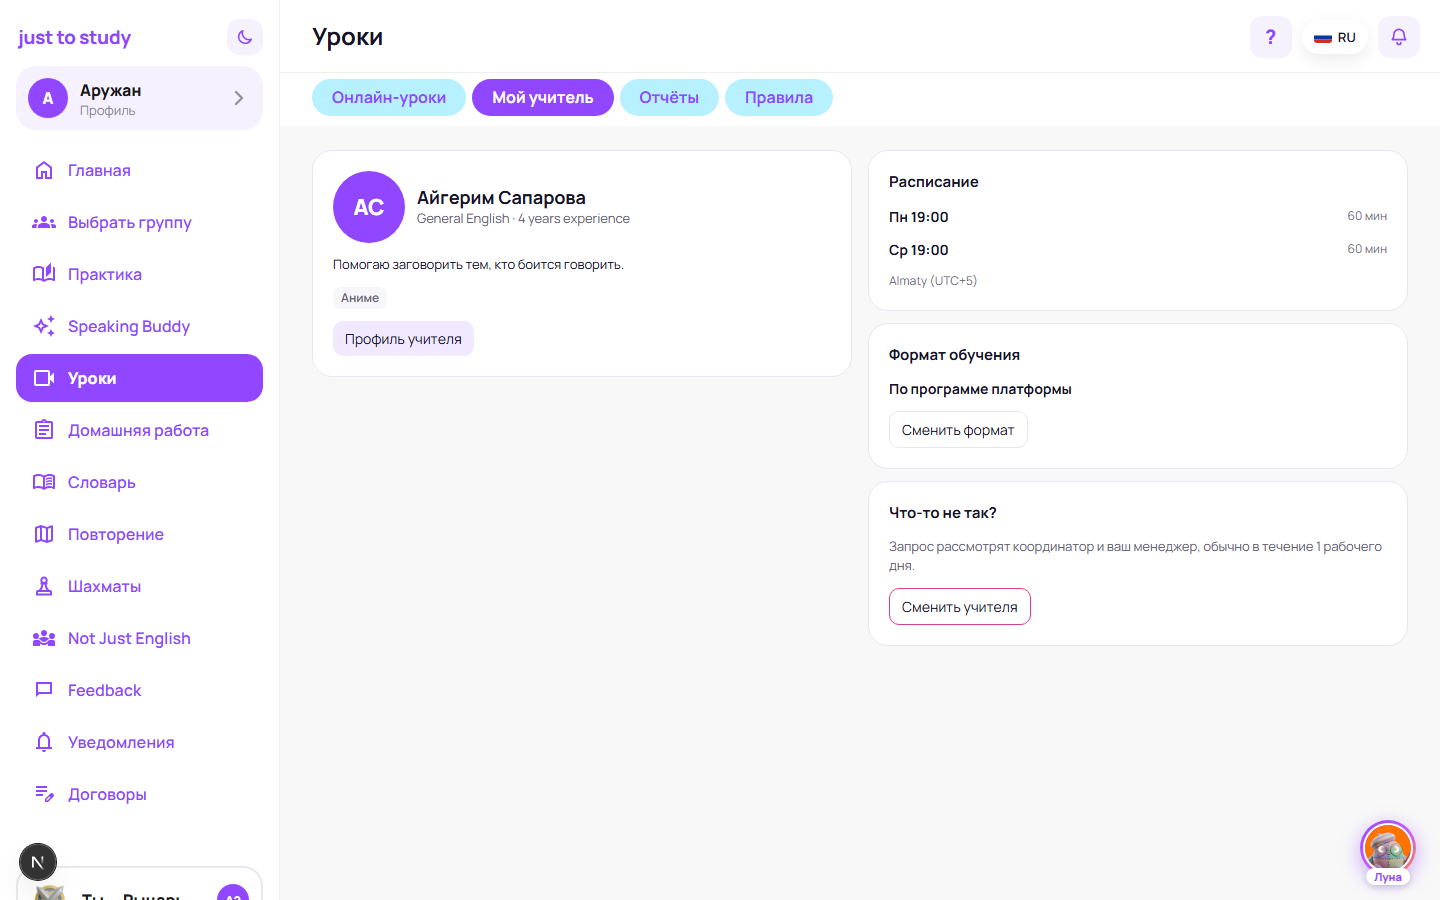 just to study
А
Аружан
Профиль
Главная
Выбрать группу
Практика
Speaking Buddy
Уроки
Домашняя работа
Словарь
Повторение
Шахматы
Not Just English
Feedback
Уведомления
Договоры
N
Уроки
?
RU
Онлайн-уроки
Мой учитель
Отчёты
Правила
АС
Айгерим Сапарова
General English · 4 years experience
Помогаю заговорить тем, кто боится говорить.
Аниме
Профиль учителя
Расписание
Пн 19:00
60 мин
Ср 19:00
60 мин
Almaty (UTC+5)
Формат обучения
По программе платформы
Сменить формат
Что-то не так?
Запрос рассмотрят координатор и ваш менеджер, обычно в течение 1 рабочего
дня.
Сменить учителя
Луна